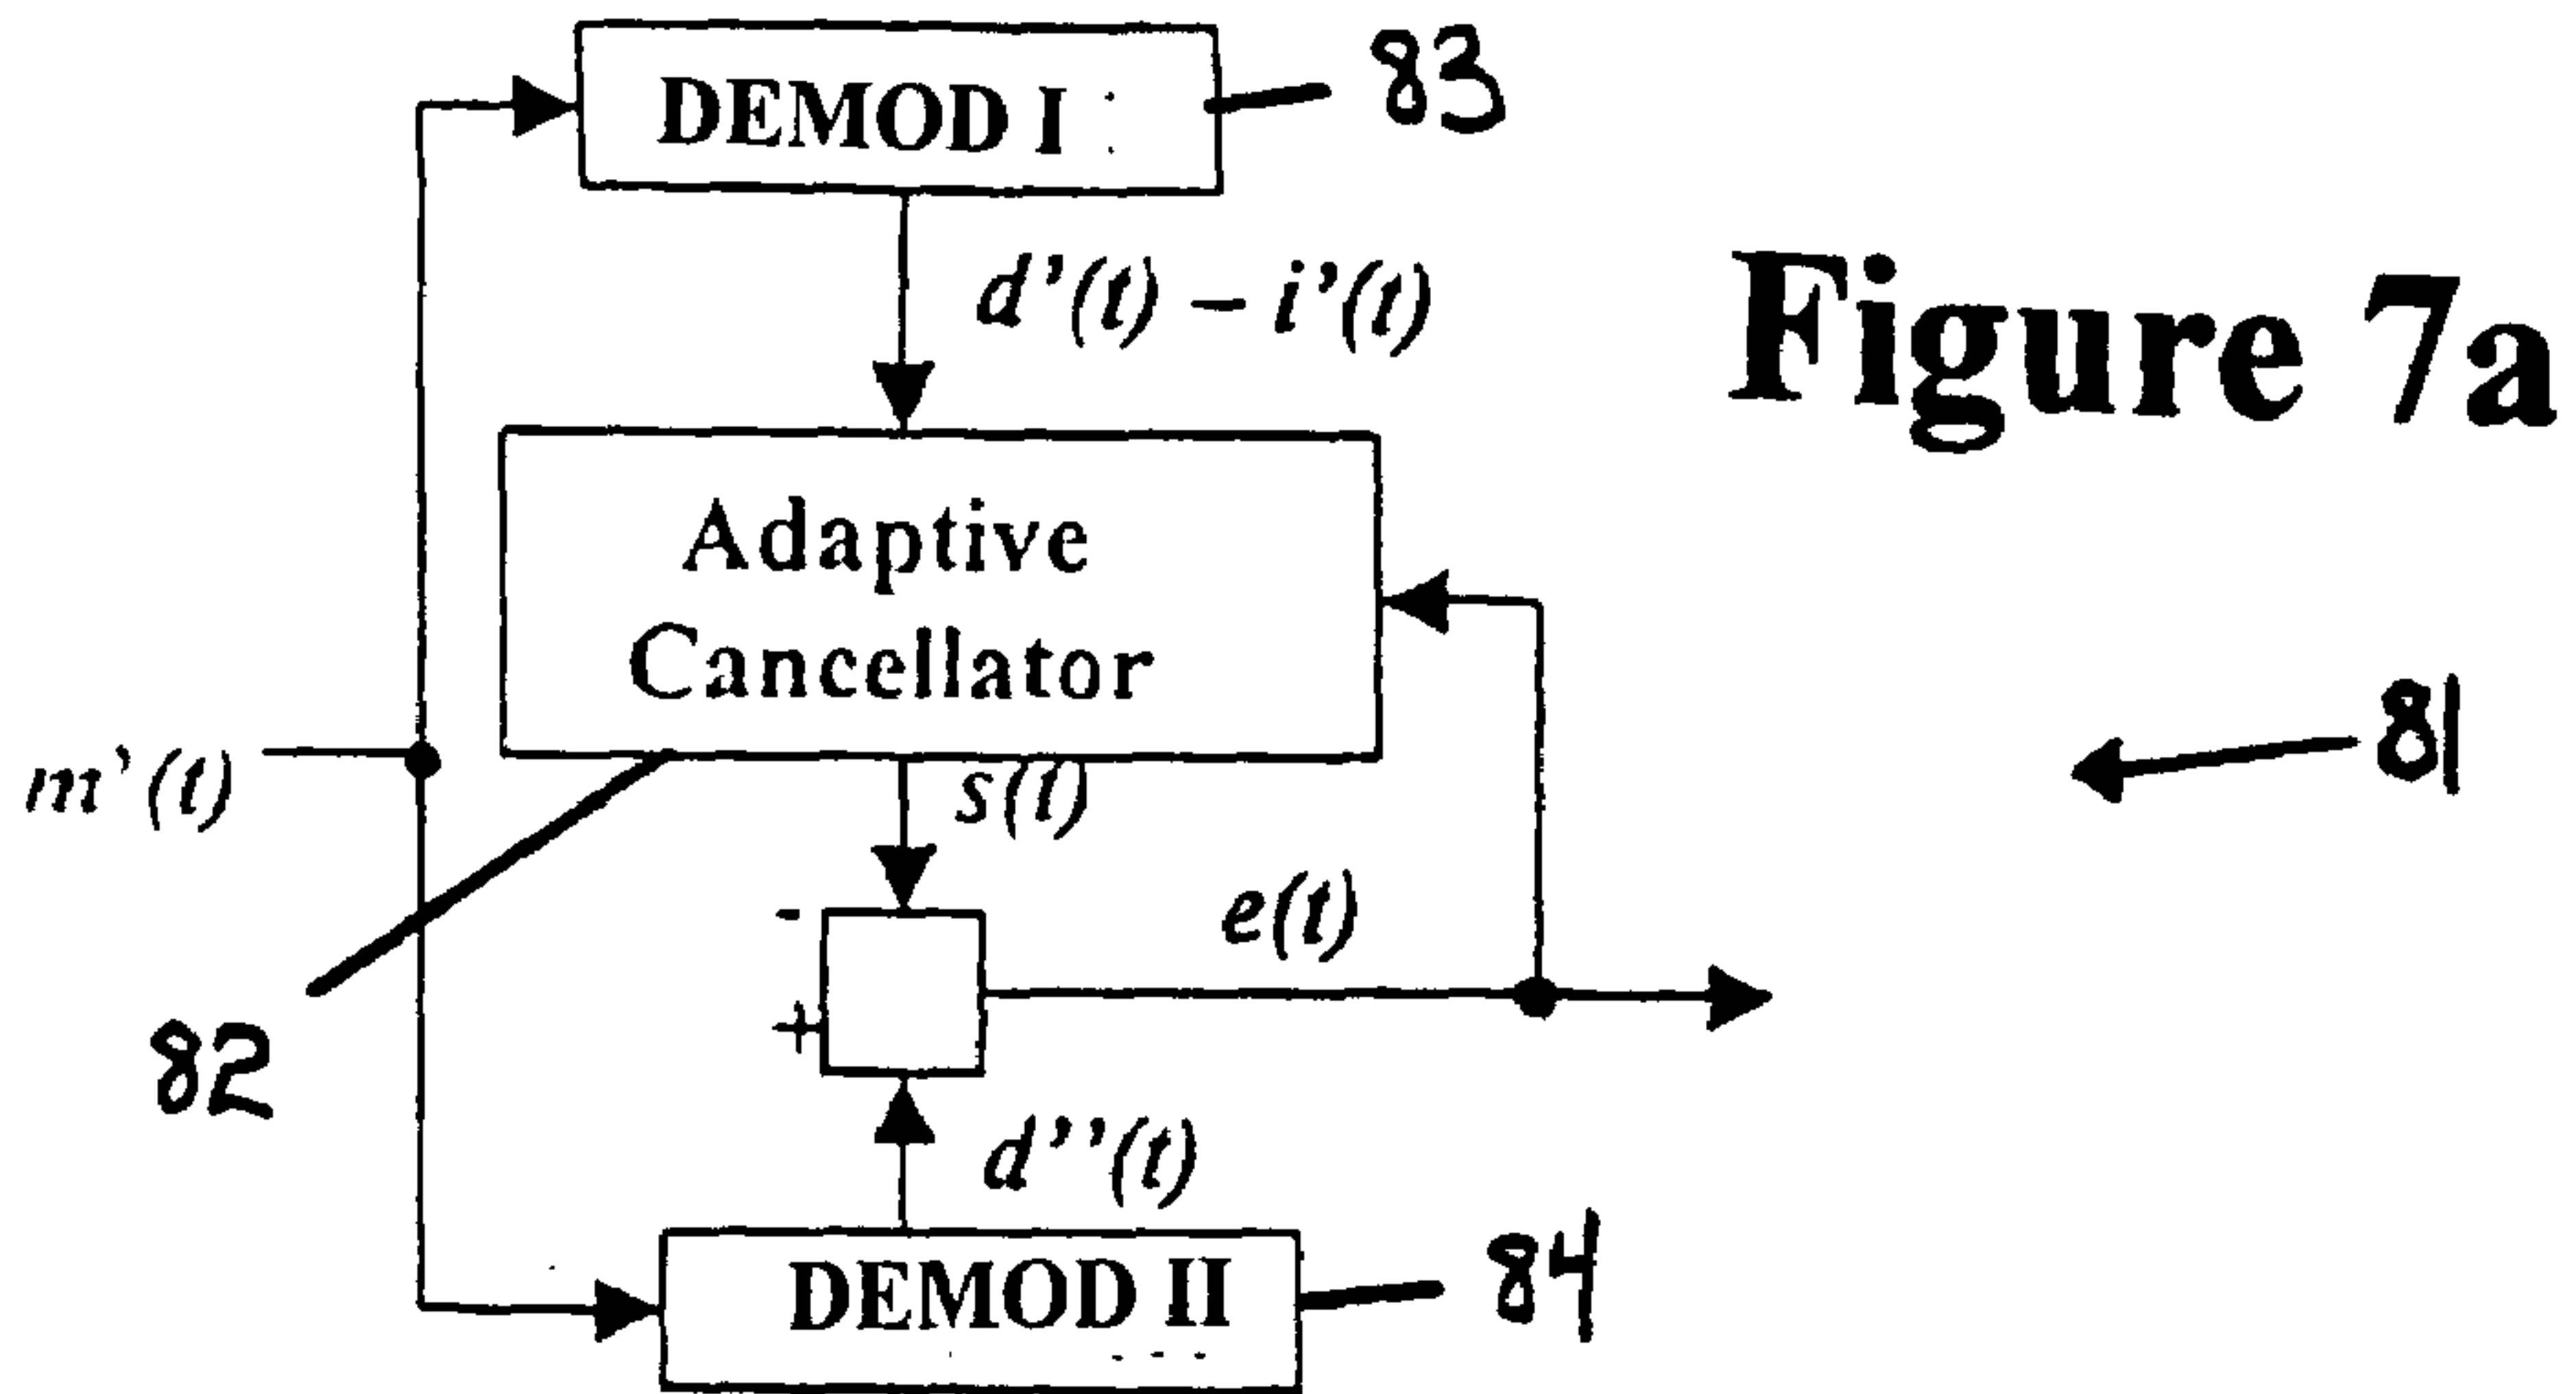 DEMOD I
83
d’(t) – i’(t)
Figure 7a
Adaptive
Cancellator
m’(t)
s(t)
81
-
e(t)
+
82
d’’(t)
DEMOD II
84